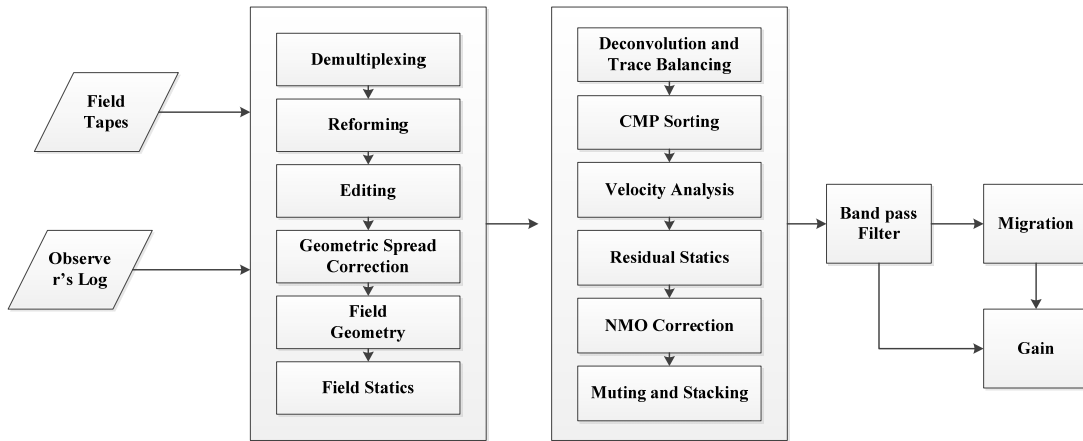 Field
Tapes
Observe
r's Log
Demultiplexing
Reforming
Editing
Geometric Spread
Correction
Field
Geometry
Field Statics
Deconvolution and
Trace Balancing
CMP Sorting
Velocity Analysis
Residual Statics
NMO Correction
Muting and Stacking
Band pass
Filter
Migration
Gain